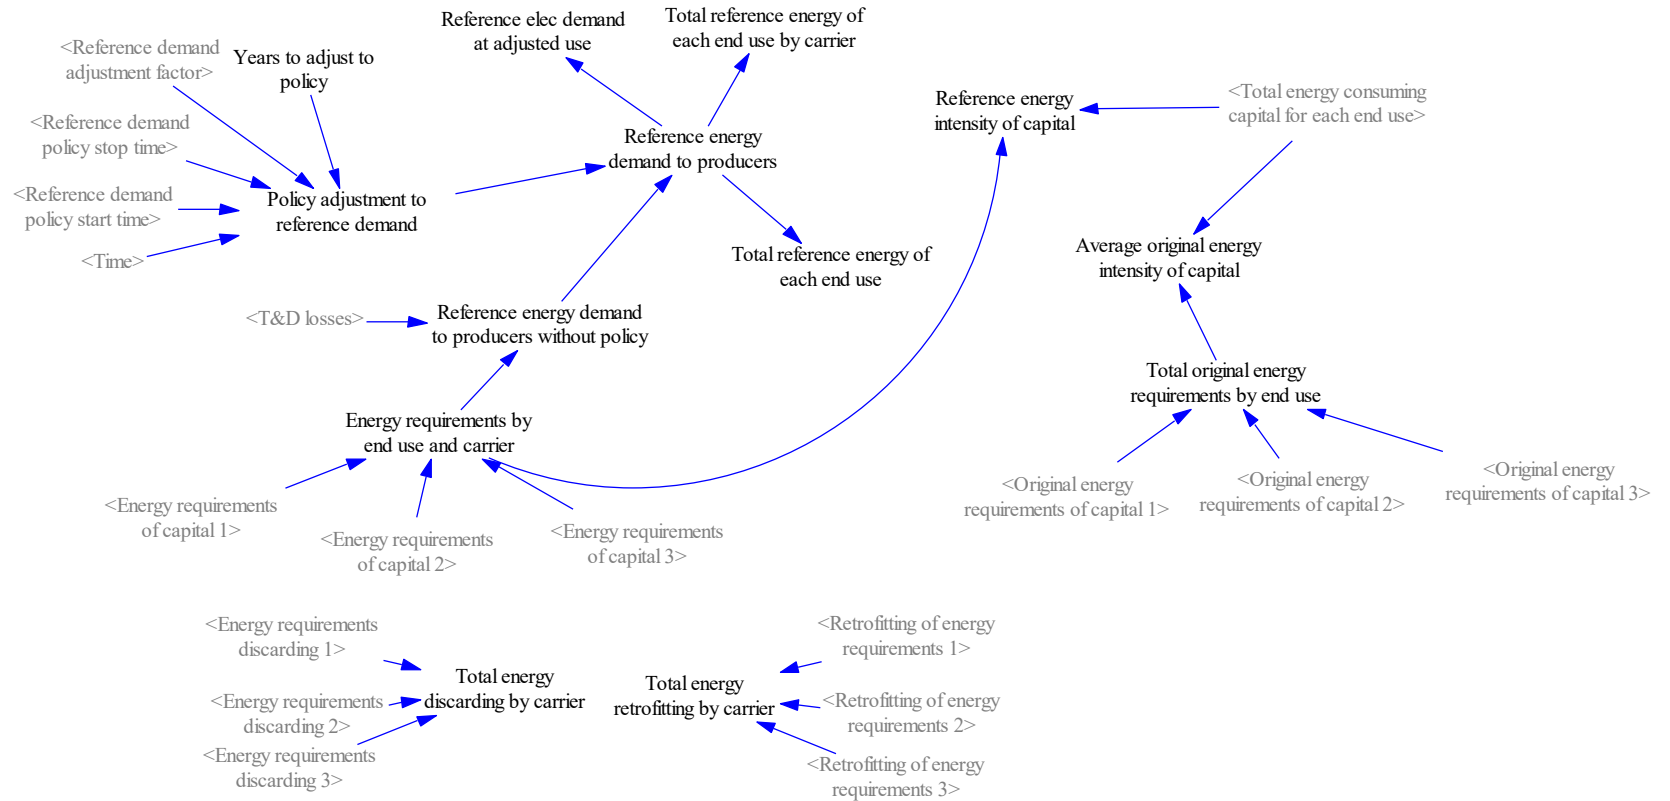 Reference elec demand
at adjusted use
Total reference energy of
each end use by carrier
<Reference demand
adjustment factor>
Years to adjust to
policy
Reference energy
intensity of capital
<Total energy consuming
capital for each end use>
<Reference demand
policy stop time>
Reference energy
demand to producers
<Reference demand
policy start time>
Policy adjustment to
reference demand
<Time>
Total reference energy of
each end use
Average original energy
intensity of capital
<T&D losses>
Reference energy demand
to producers without policy
Total original energy
requirements by end use
Energy requirements by
end use and carrier
<Original energy
requirements of capital 1>
<Original energy
requirements of capital 2>
<Original energy
requirements of capital 3>
<Energy requirements
of capital 1>
<Energy requirements
of capital 2>
<Energy requirements
of capital 3>
<Energy requirements
discarding 1>
<Retrofitting of energy
requirements 1>
Total energy
discarding by carrier
Total energy
retrofitting by carrier
<Energy requirements
discarding 2>
<Retrofitting of energy
requirements 2>
<Energy requirements
discarding 3>
<Retrofitting of energy
requirements 3>